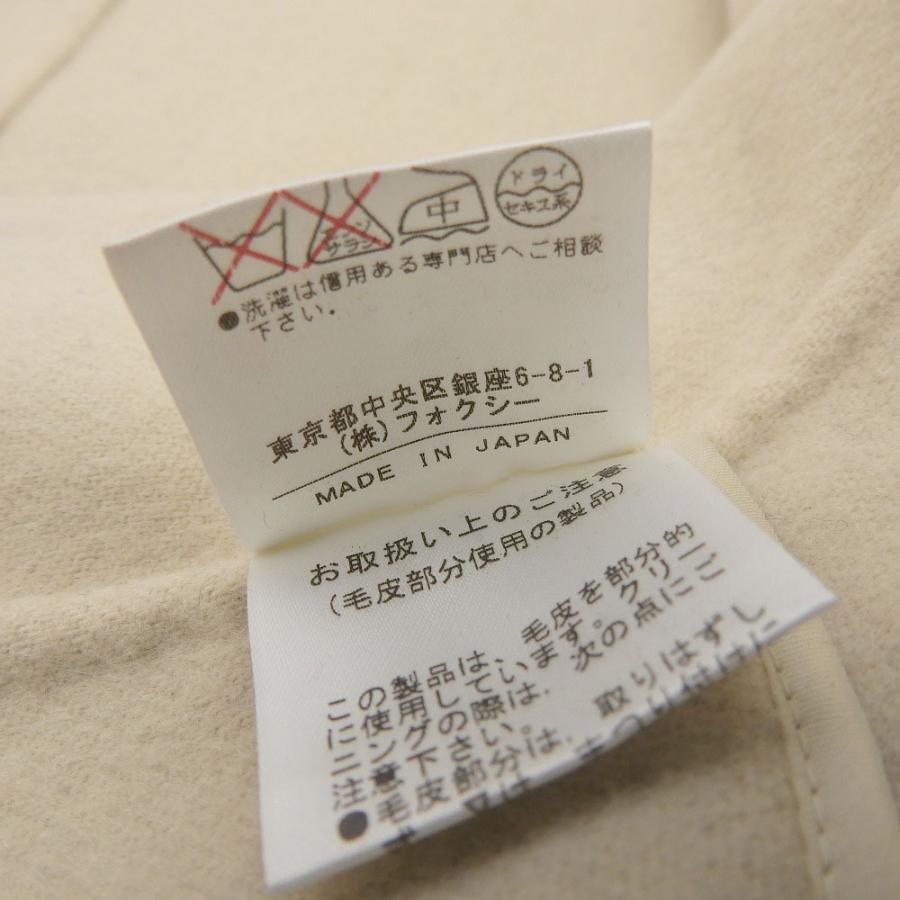 エンソ
サラシ
中
ドライ
セキユ系
●洗濯は信用ある専門店へご相談
下さい。
東京都中央区銀座6-8-1
(株)フォクシー
MADE IN JAPAN
お取扱い上のご注意
(毛皮部分使用の製品)
この製品は、毛皮を部分的
に使用しています。クリー
ニングの際は、次の点にご
注意下さい。
●毛皮部分は、取りはずし